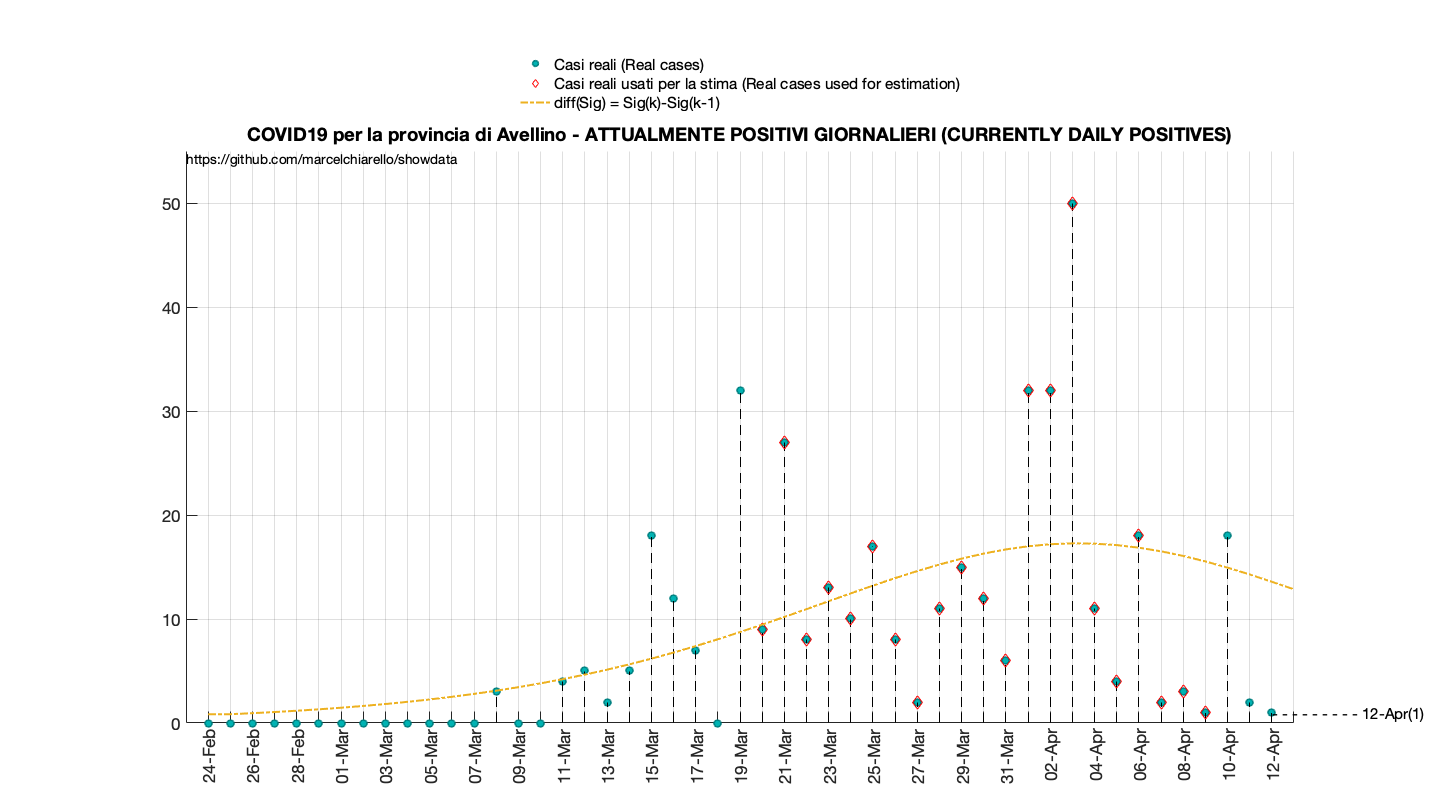 Casi reali (Real cases)
Casi reali usati per la stima (Real cases used for estimation)
diff(Sig) = Sig(k)-Sig(k-1)
COVID19 per la provincia di Avellino - ATTUALMENTE POSITIVI GIORNALIERI (CURRENTLY DAILY POSITIVES)
https://github.com/marcelchiarello/showdata
50
40
30
20
10
0
12-Apr(1)
24-Feb
26-Feb
28-Feb
01-Mar
03-Mar
05-Mar
07-Mar
09-Mar
11-Mar
13-Mar
15-Mar
17-Mar
19-Mar
21-Mar
23-Mar
25-Mar
27-Mar
29-Mar
31-Mar
02-Apr
04-Apr
06-Apr
08-Apr
10-Apr
12-Apr